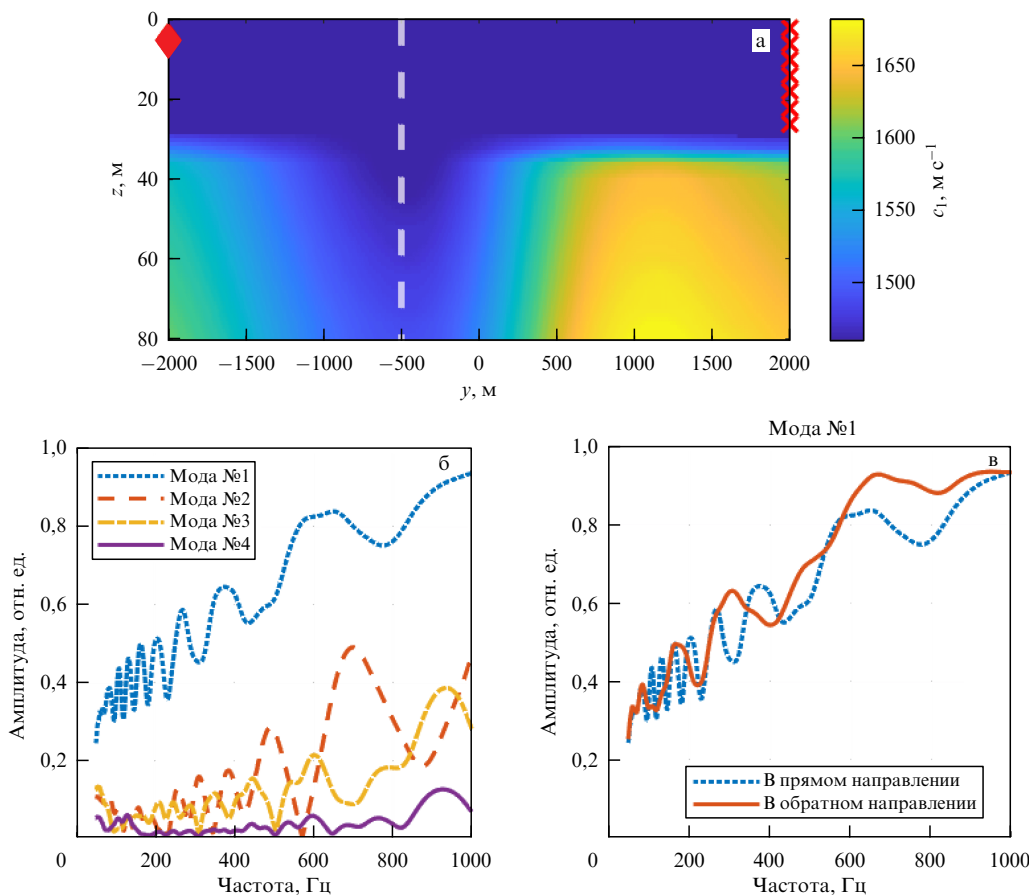 а
0
20
40
60
80
z, м
−2000
−1500
−1000
−500
0
500
1000
1500
2000
y, м
1650
1600
1550
1500
c₁, м с⁻¹
б
1,0
0,8
0,6
0,4
0,2
Амплитуда, отн. ед.
Мода №1
Мода №2
Мода №3
Мода №4
0
200
400
600
800
1000
Частота, Гц
Мода №1
в
1,0
0,8
0,6
0,4
0,2
Амплитуда, отн. ед.
В прямом направлении
В обратном направлении
0
200
400
600
800
1000
Частота, Гц